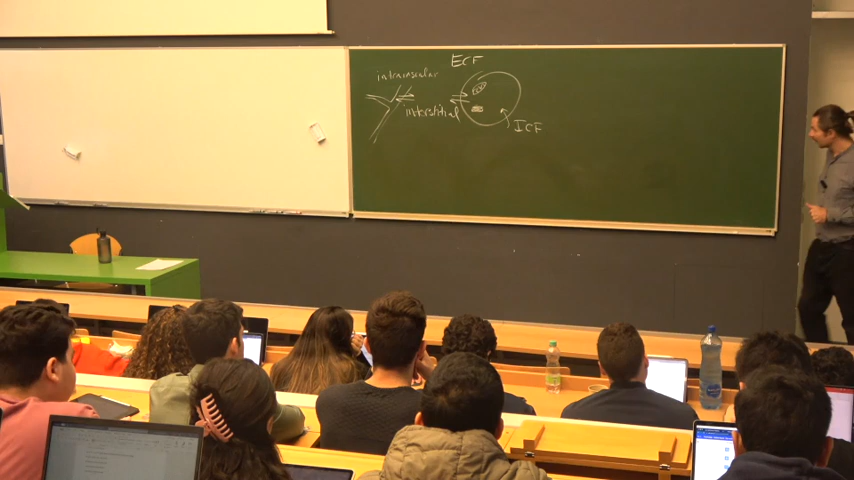 ECF
intravascular
interstitial
ICF